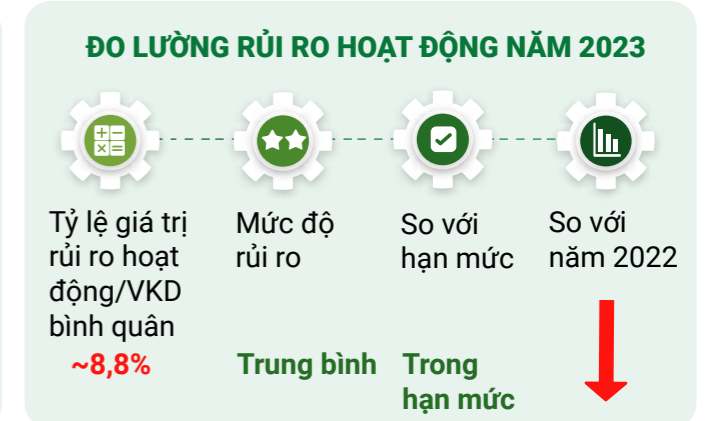 ĐO LƯỜNG RỦI RO HOẠT ĐỘNG NĂM 2023
Tỷ lệ giá trị
rủi ro hoạt
động/VKD
bình quân
~8,8%
Mức độ
rủi ro
Trung bình
So với
hạn mức
Trong
hạn mức
So với
năm 2022